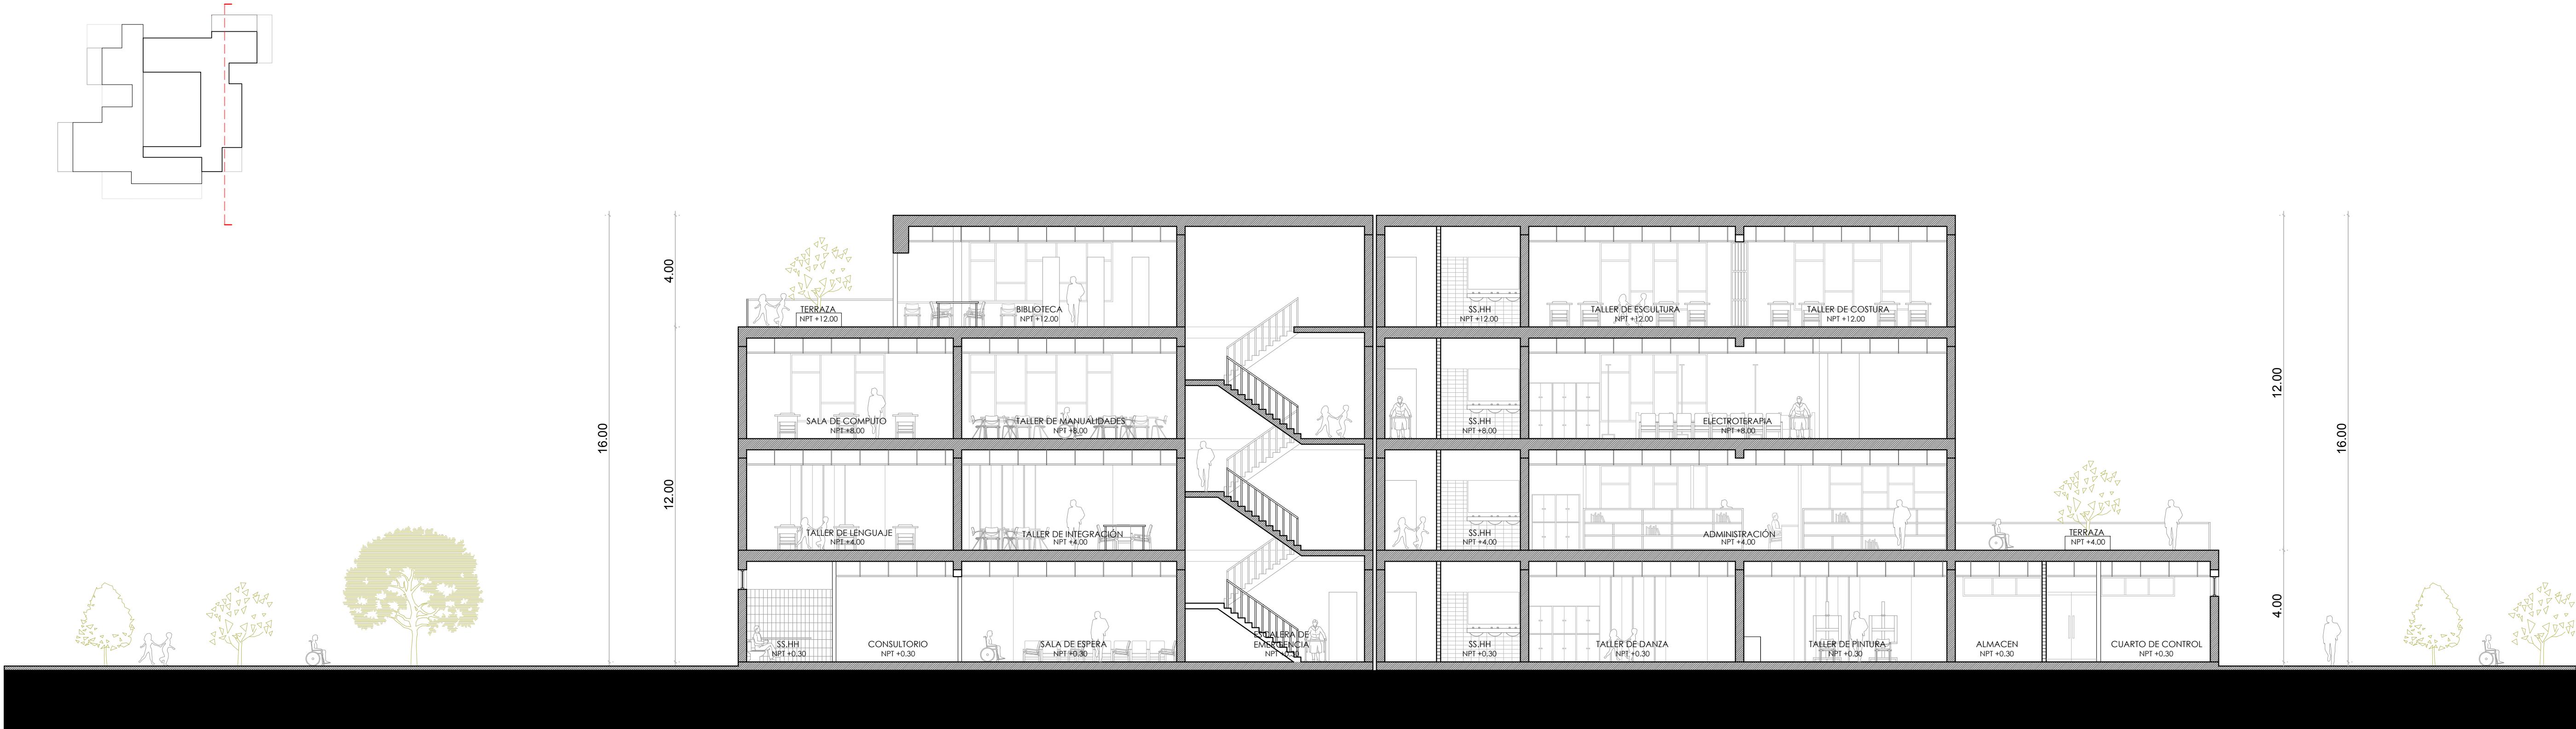 4.00
12.00
16.00
TERRAZA
NPT +12.00
BIBLIOTECA
NPT +12.00
SS.HH
NPT +12.00
TALLER DE ESCULTURA
NPT +12.00
TALLER DE COSTURA
NPT +12.00
SALA DE COMPUTO
NPT +8.00
TALLER DE MANUALIDADES
NPT +8.00
SS.HH
NPT +8.00
ELECTROTERAPIA
NPT +8.00
TALLER DE LENGUAJE
NPT +4.00
TALLER DE INTEGRACIÓN
NPT +4.00
SS.HH
NPT +4.00
ADMINISTRACIÓN
NPT +4.00
TERRAZA
NPT +4.00
SS.HH
NPT +0.30
CONSULTORIO
NPT +0.30
SALA DE ESPERA
NPT +0.30
ESCALERA DE
EMERGENCIA
NPT +0.30
SS.HH
NPT +0.30
TALLER DE DANZA
NPT +0.30
TALLER DE PINTURA
NPT +0.30
ALMACEN
NPT +0.30
CUARTO DE CONTROL
NPT +0.30
12.00
16.00
4.00